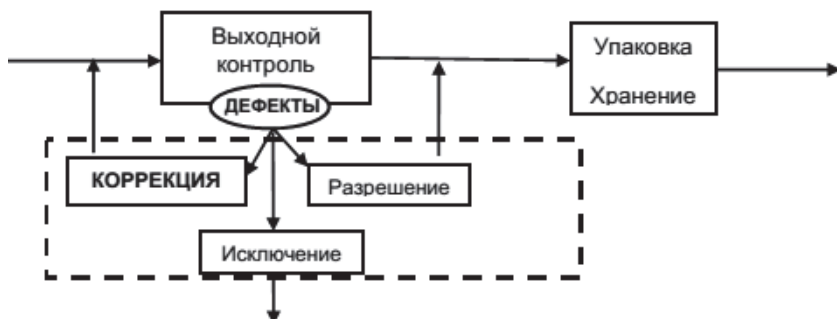 Выходной
контроль
Упаковка
Хранение
ДЕФЕКТЫ
КОРРЕКЦИЯ
Разрешение
Исключение